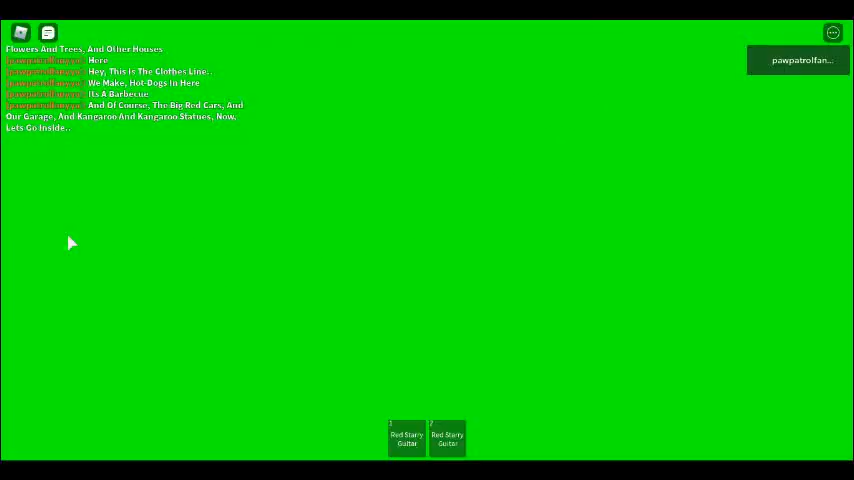 Flowers And Trees, And Other Houses
Here
Hey, This Is The Clothes Line..
We Make, Hot-Dogs In Here
Its A Barbecue
And Of Course, The Big Red Cars, And
Our Garage, And Kangaroo And Kangaroo Statues, Now,
Lets Go Inside..
pawpatrolfan...
1
Red Starry
Guitar
2
Red Starry
Guitar